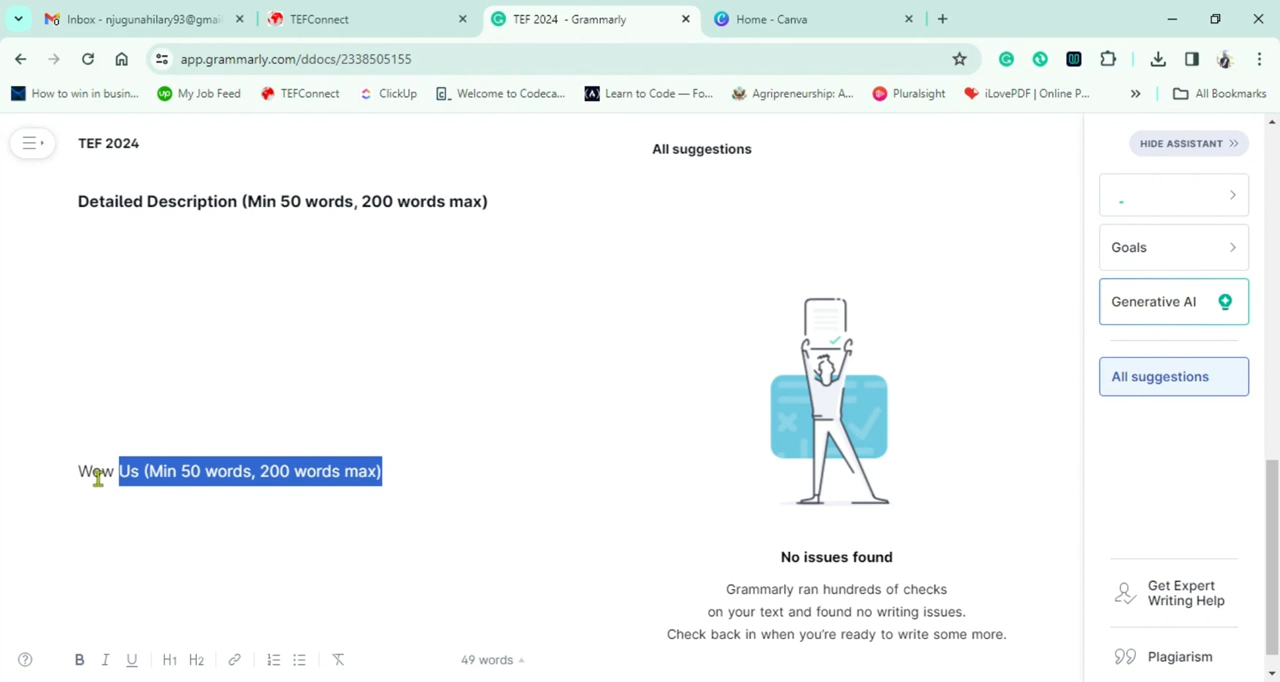 Inbox - njugunahilary93@gmai
TEFConnect
TEF 2024 - Grammarly
Home - Canva
app.grammarly.com/ddocs/2338505155
How to win in busin...
My Job Feed
TEFConnect
ClickUp
Welcome to Codeca...
Learn to Code — Fo...
Agripreneurship: A...
Pluralsight
iLovePDF | Online P...
All Bookmarks
TEF 2024
All suggestions
HIDE ASSISTANT
Detailed Description (Min 50 words, 200 words max)
Goals
Generative AI
All suggestions
Wow Us (Min 50 words, 200 words max)
No issues found
Grammarly ran hundreds of checks
on your text and found no writing issues.
Check back in when you're ready to write some more.
Get Expert
Writing Help
B I U H1 H2
49 words
Plagiarism